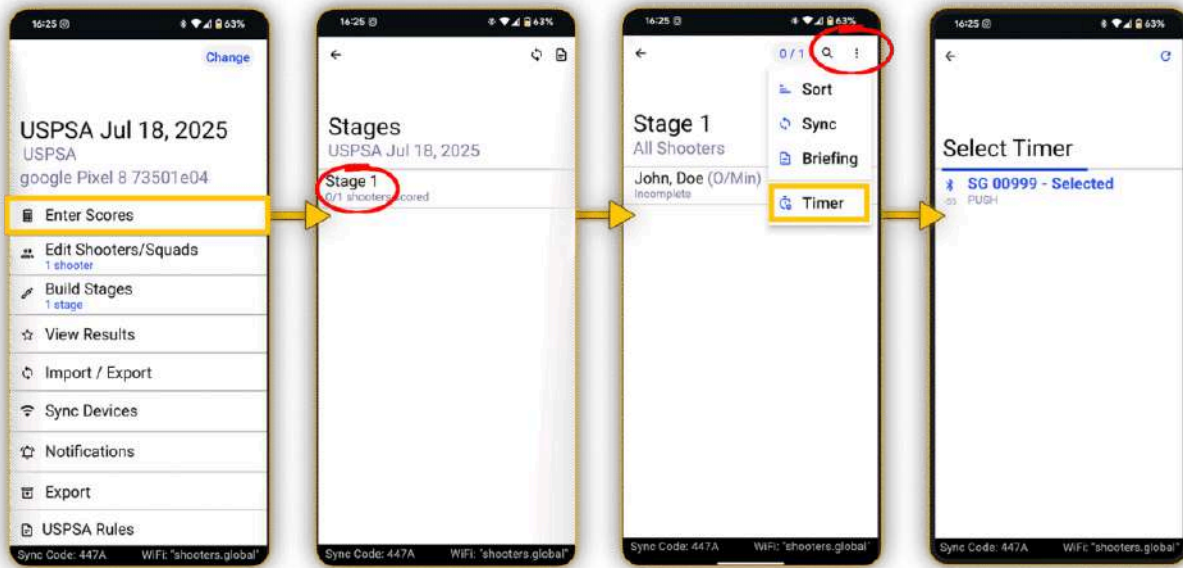 16:25
63%
Change
USPSA Jul 18, 2025
USPSA
google Pixel 8 73501e04
Enter Scores
Edit Shooters/Squads
1 shooter
Build Stages
1 stage
View Results
Import / Export
Sync Devices
Notifications
Export
USPSA Rules
Sync Code: 447A WiFi: "shooters.global"
16:25
63%
Stages
USPSA Jul 18, 2025
Stage 1
0/1 shooters scored
Sync Code: 447A WiFi: "shooters.global"
16:25
63%
0/1
Sort
Sync
Briefing
Timer
Stage 1
All Shooters
John, Doe (O/Min)
Incomplete
Sync Code: 447A WiFi: "shooters.global"
16:25
63%
Select Timer
SG 00999 - Selected
PUSH
Sync Code: 447A WiFi: "shooters.global"